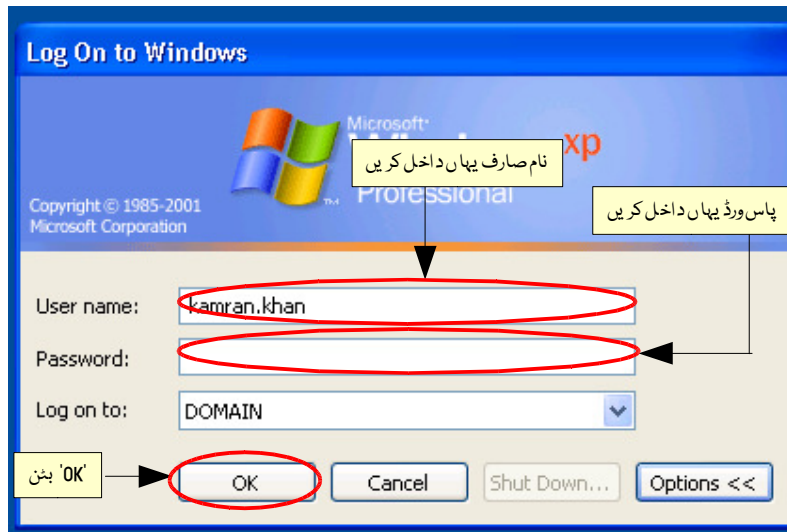 Log On to Windows
Microsoft
xp
نام صارف یہاں داخل کریں
Professional
TM
Copyright © 1985-2001
Microsoft Corporation
پاس ورڈ یہاں داخل کریں
User name: kamran.khan
Password:
Log on to: DOMAIN
'OK' بٹن
OK Cancel Shut Down... Options <<